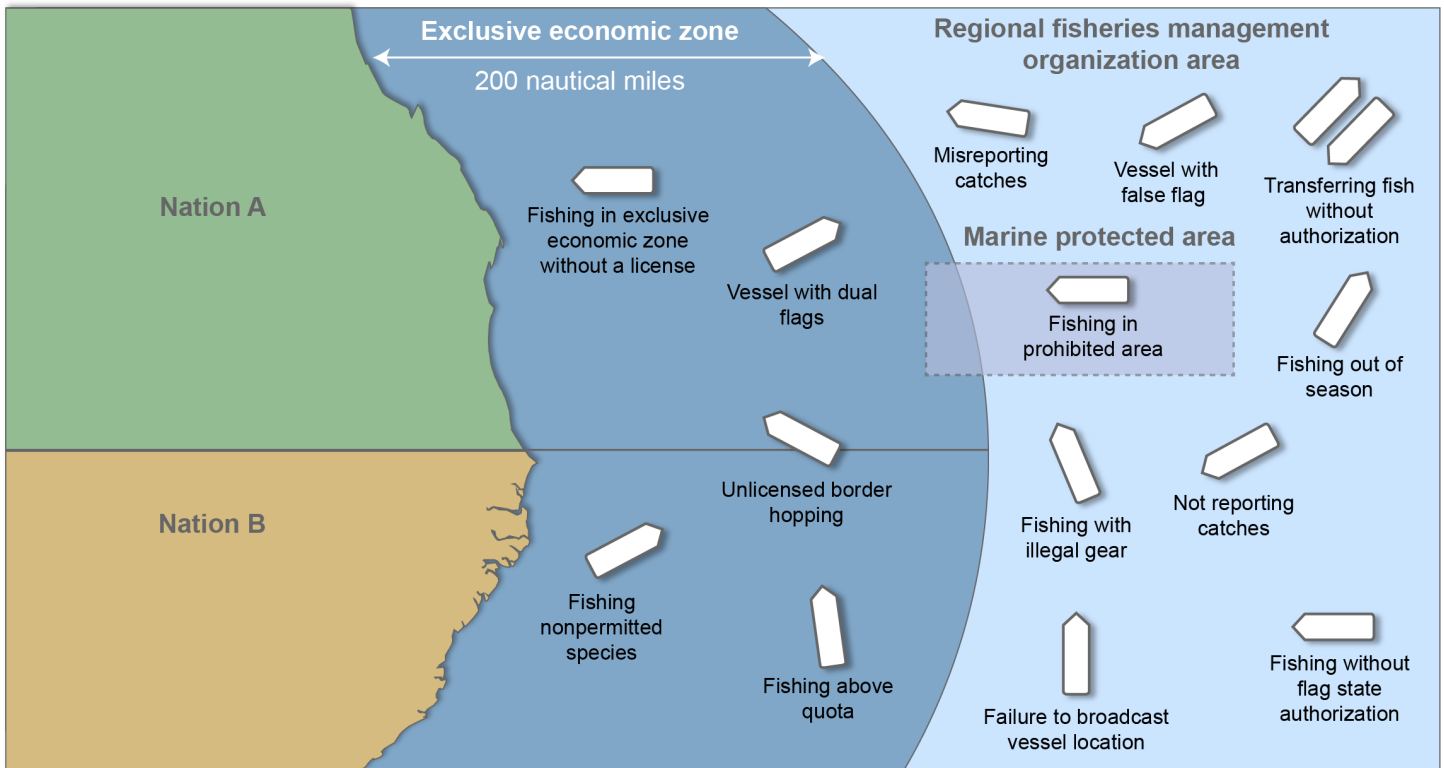 Exclusive economic zone
200 nautical miles
Regional fisheries management
organization area
Nation A
Fishing in exclusive
economic zone
without a license
Vessel with dual
flags
Misreporting
catches
Vessel with
false flag
Transferring fish
without
authorization
Marine protected area
Fishing in
prohibited area
Fishing out of
season
Nation B
Unlicensed border
hopping
Fishing
nonpermitted
species
Fishing above
quota
Fishing with
illegal gear
Not reporting
catches
Failure to broadcast
vessel location
Fishing without
flag state
authorization